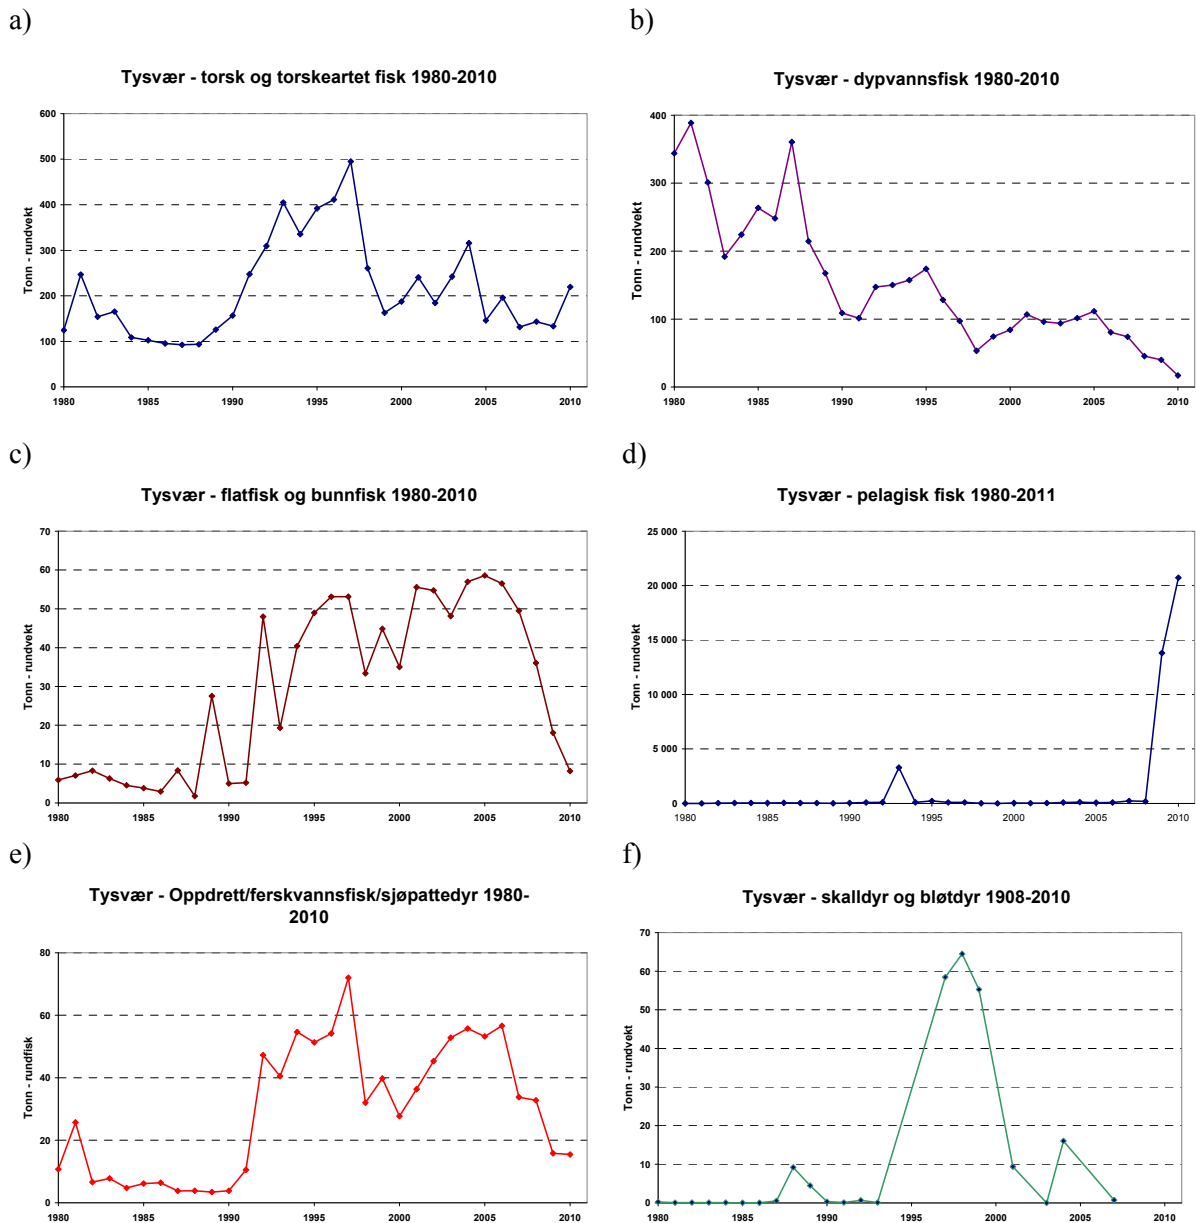 a)
b)
Tysvær - torsk og torskeartet fisk 1980-2010
600
500
400
300
200
100
0
Tonn - rundvekt
1980 1985 1990 1995 2000 2005 2010
Tysvær - dypvannsfisk 1980-2010
400
300
200
100
0
Tonn - rundvekt
1980 1985 1990 1995 2000 2005 2010
c)
d)
Tysvær - flatfisk og bunnfisk 1980-2010
70
60
50
40
30
20
10
0
Tonn - rundvekt
1980 1985 1990 1995 2000 2005 2010
Tysvær - pelagisk fisk 1980-2011
25 000
20 000
15 000
10 000
5 000
0
Tonn - rundvekt
1980 1985 1990 1995 2000 2005 2010
e)
f)
Tysvær - Oppdrett/ferskvannsfisk/sjøpattedyr 1980-
2010
80
60
40
20
0
Tonn - rundfisk
1980 1985 1990 1995 2000 2005 2010
Tysvær - skalldyr og bløtdyr 1908-2010
70
60
50
40
30
20
10
0
Tonn - rundvekt
1980 1985 1990 1995 2000 2005 2010